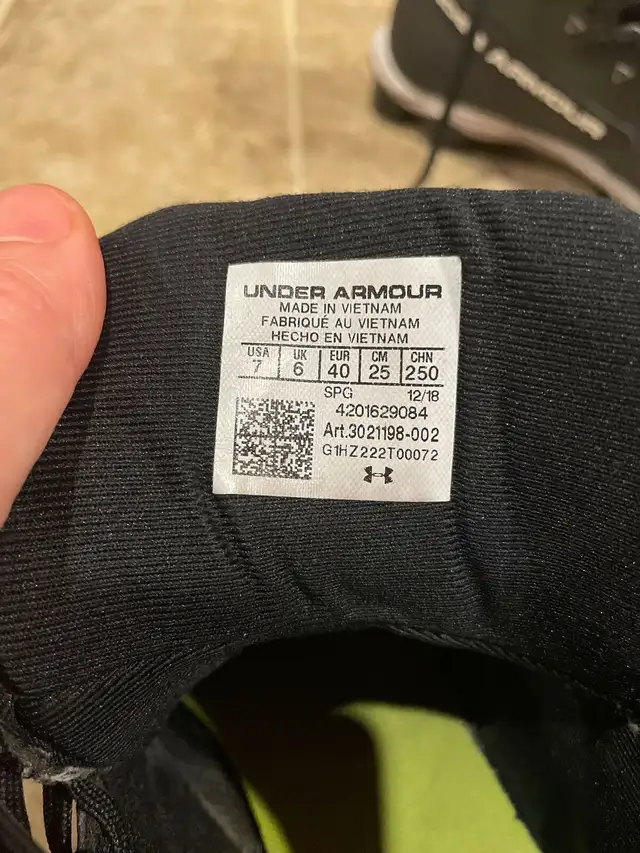 UNDER ARMOUR
MADE IN VIETNAM
FABRIQUÉ AU VIETNAM
HECHO EN VIETNAM
USA UK EUR CM CHN
7 6 40 25 250
SPG 12/18
4201629084
Art.3021198-002
G1HZ222T00072
ARMOUR